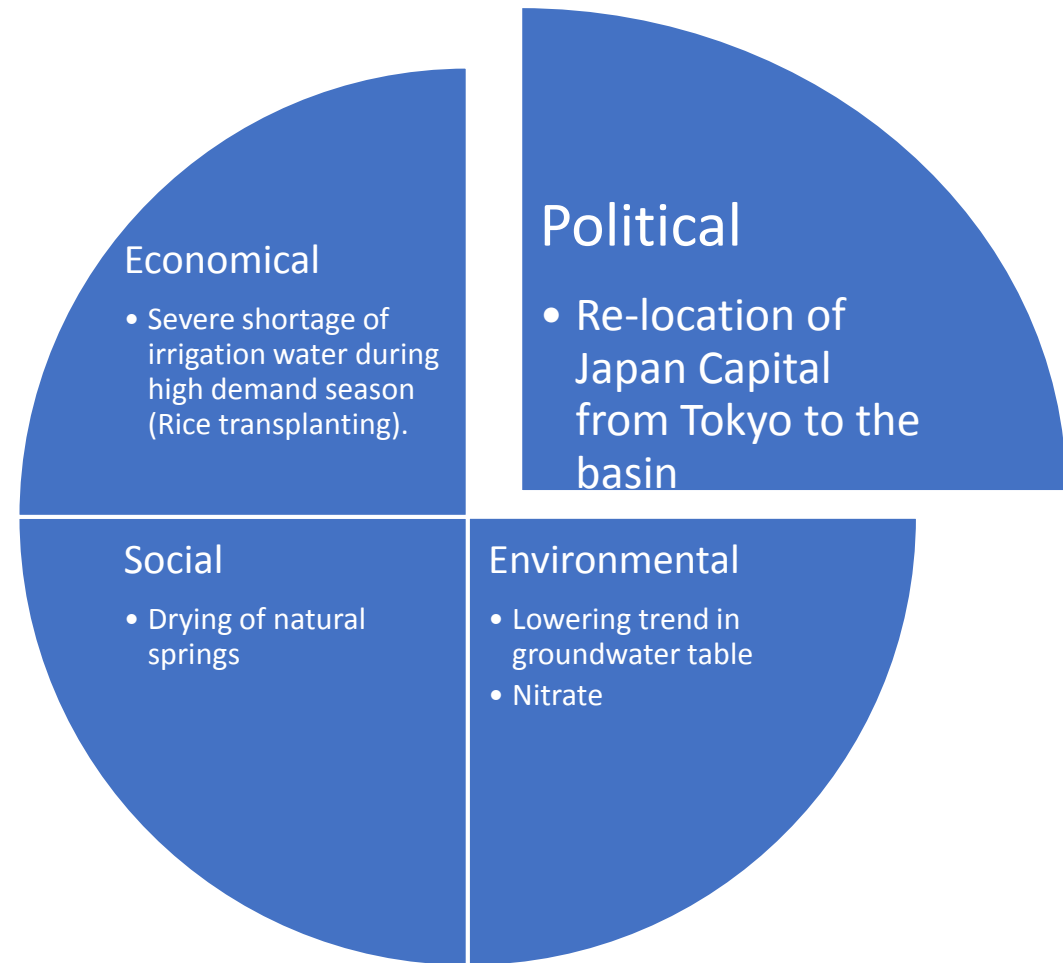 Economical
• Severe shortage of
irrigation water during
high demand season
(Rice transplanting).
Political
• Re-location of
Japan Capital
from Tokyo to the
basin
Social
• Drying of natural
springs
Environmental
• Lowering trend in
groundwater table
• Nitrate